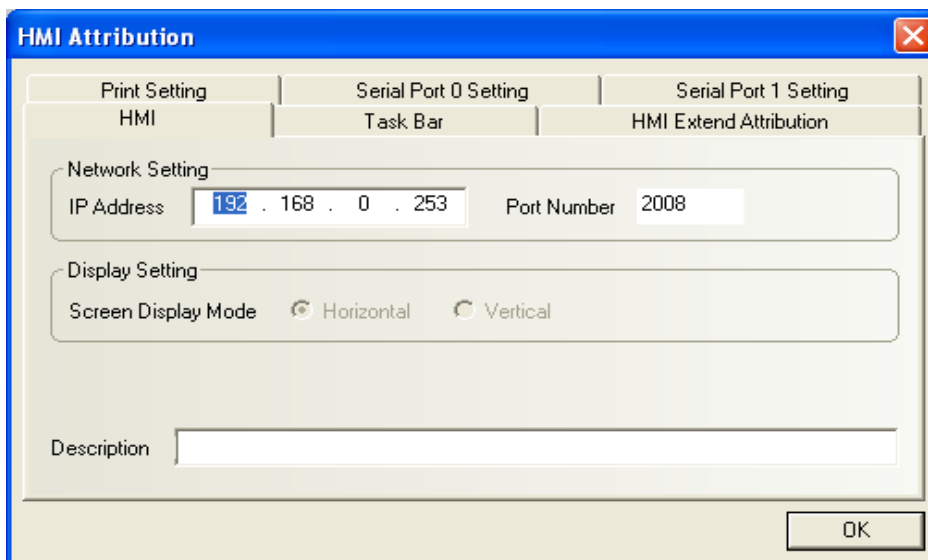 HMI Attribution
Print Setting Serial Port 0 Setting Serial Port 1 Setting
HMI Task Bar HMI Extend Attribution
Network Setting
IP Address 192 . 168 . 0 . 253 Port Number 2008
Display Setting
Screen Display Mode Horizontal Vertical
Description
OK